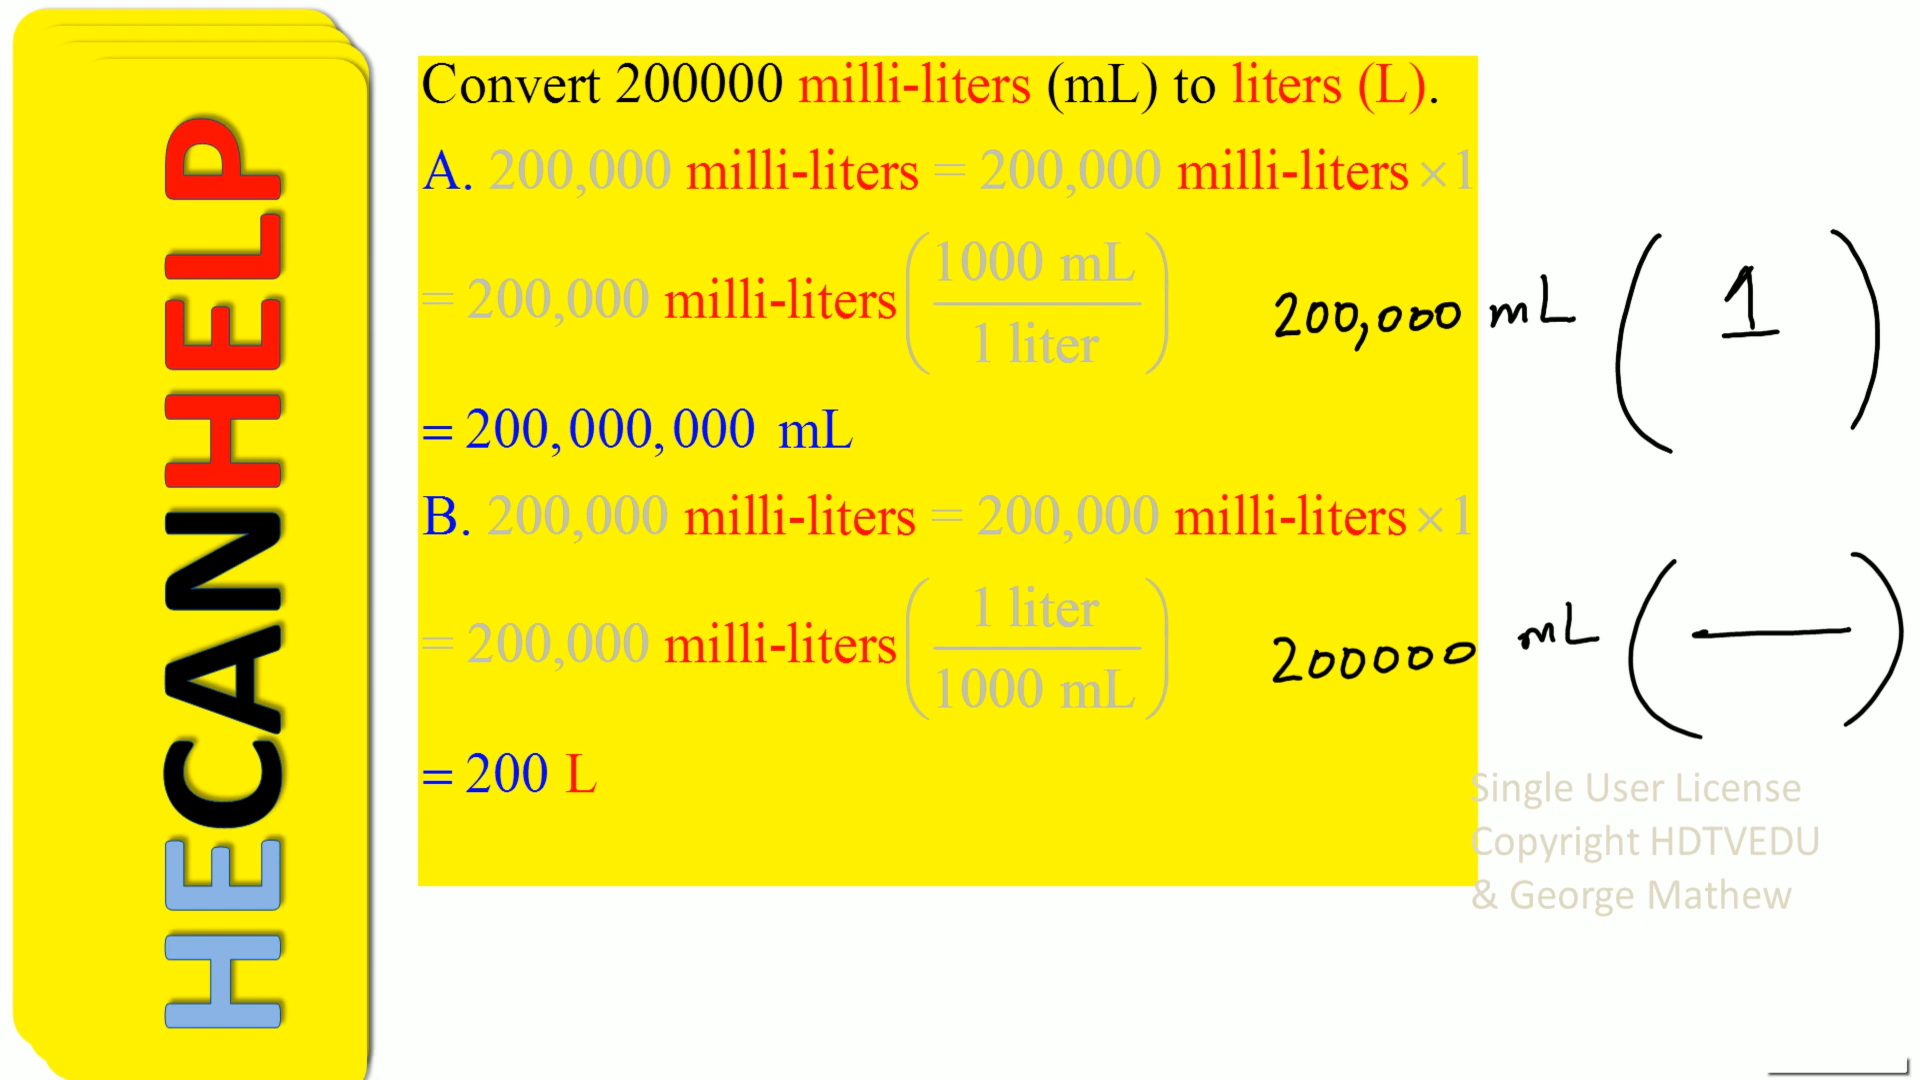 HECANHELP
Convert 200000 milli-liters (mL) to liters (L).
A. 200,000 milli-liters = 200,000 milli-liters ×1
= 200,000 milli-liters (1000 mL / 1 liter)
200,000 mL ( 1 )
= 200,000,000 mL
B. 200,000 milli-liters = 200,000 milli-liters ×1
= 200,000 milli-liters (1 liter / 1000 mL)
200000 mL ( — )
= 200 L
Single User License
Copyright HDTVEDU
& George Mathew